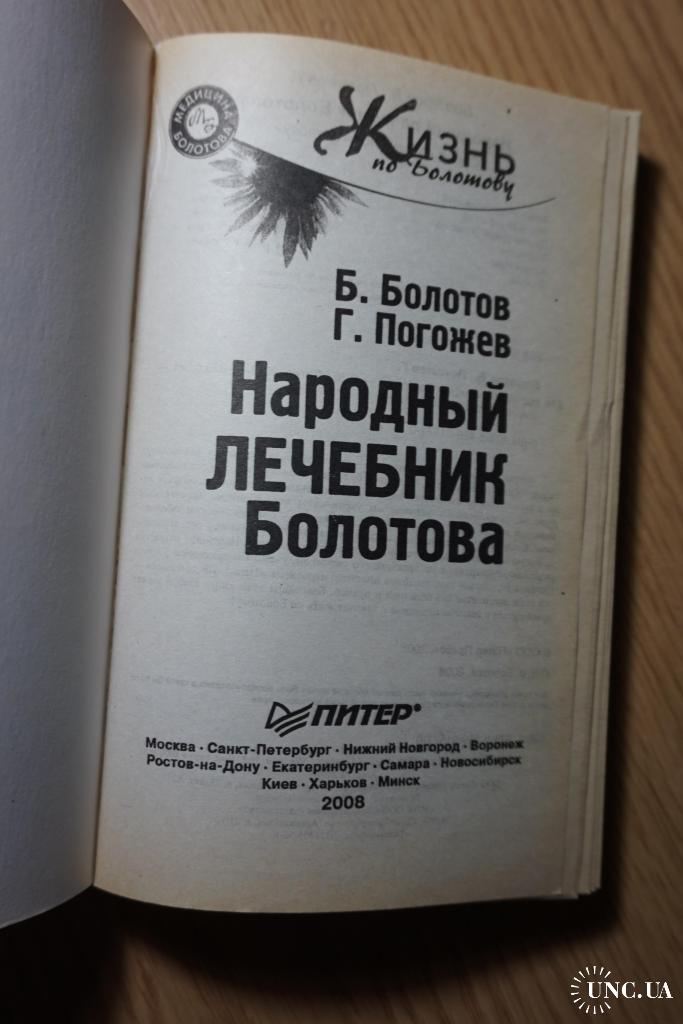 МЕДИЦИНА
БОЛОТОВА
Жизнь
по Болотову
Б. Болотов
Г. Погожев
Народный
ЛЕЧЕБНИК
Болотова
ПИТЕР®
Москва · Санкт-Петербург · Нижний Новгород · Воронеж
Ростов-на-Дону · Екатеринбург · Самара · Новосибирск
Киев · Харьков · Минск
2008
UNC.UA